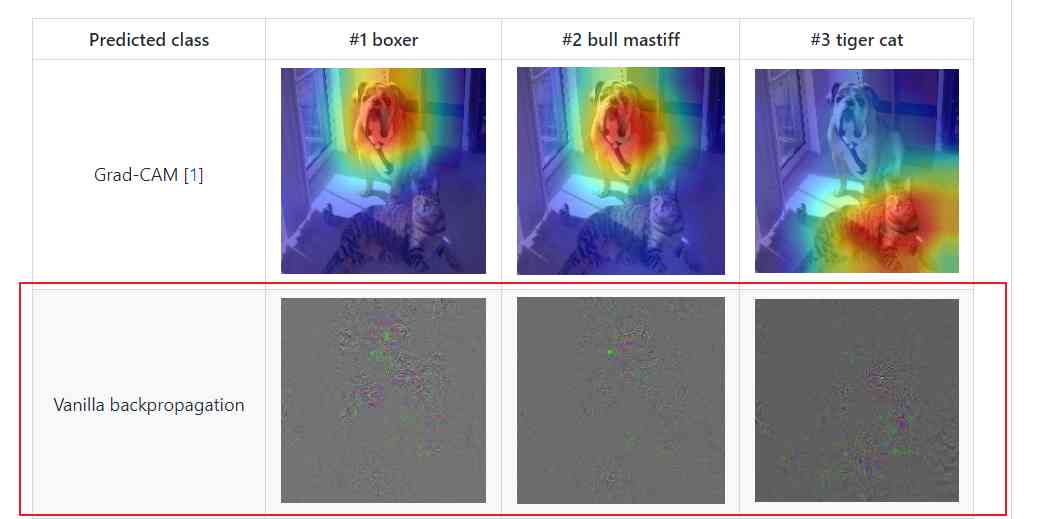 Predicted class
#1 boxer
#2 bull mastiff
#3 tiger cat
Grad-CAM [1]
Vanilla backpropagation